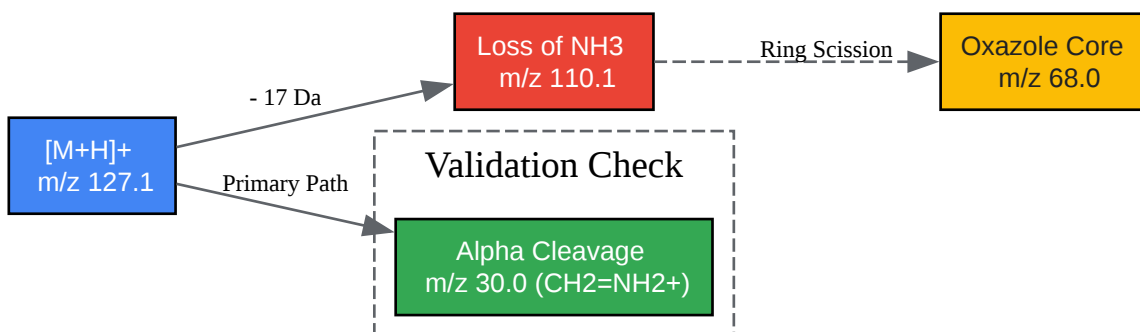 Loss of NH3
m/z 110.1
Ring Scission
Oxazole Core
m/z 68.0
- 17 Da
[M+H]+
m/z 127.1
Primary Path
Validation Check
Alpha Cleavage
m/z 30.0 (CH2=NH2+)